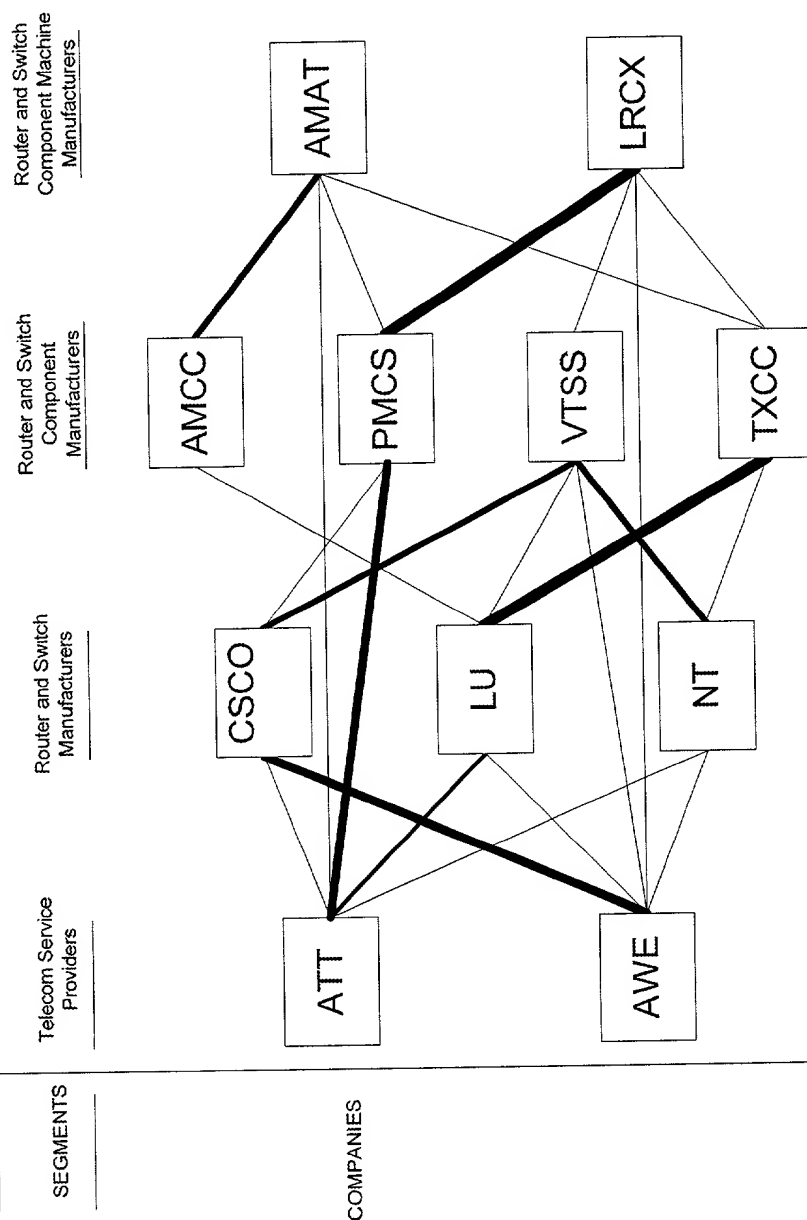 SEGMENTS
Telecom Service
Providers
Router and Switch
Manufacturers
Router and Switch
Component
Manufacturers
Router and Switch
Component Machine
Manufacturers
COMPANIES
ATT
AWE
CSCO
LU
NT
AMCC
PMCS
VTSS
TXCC
AMAT
LRCX